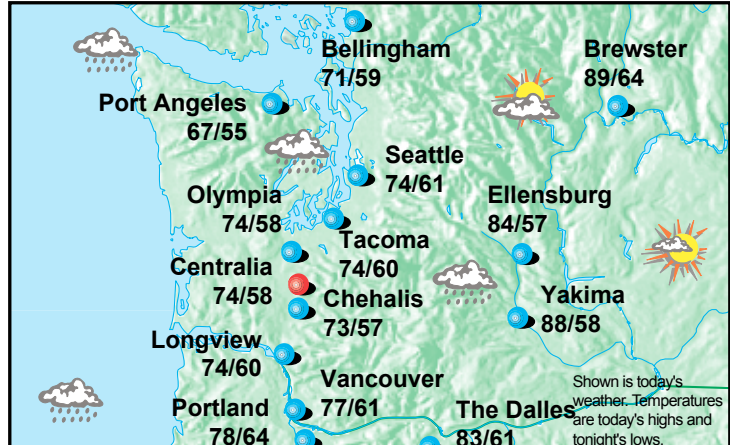 Bellingham
71/59
Brewster
89/64
Port Angeles
67/55
Seattle
74/61
Olympia
74/58
Ellensburg
84/57
Tacoma
74/60
Centralia
74/58
Chehalis
73/57
Yakima
88/58
Longview
74/60
Vancouver
77/61
Portland
78/64
The Dalles
83/61
Shown is today's
weather. Temperatures
are today's highs and
tonight's lows.